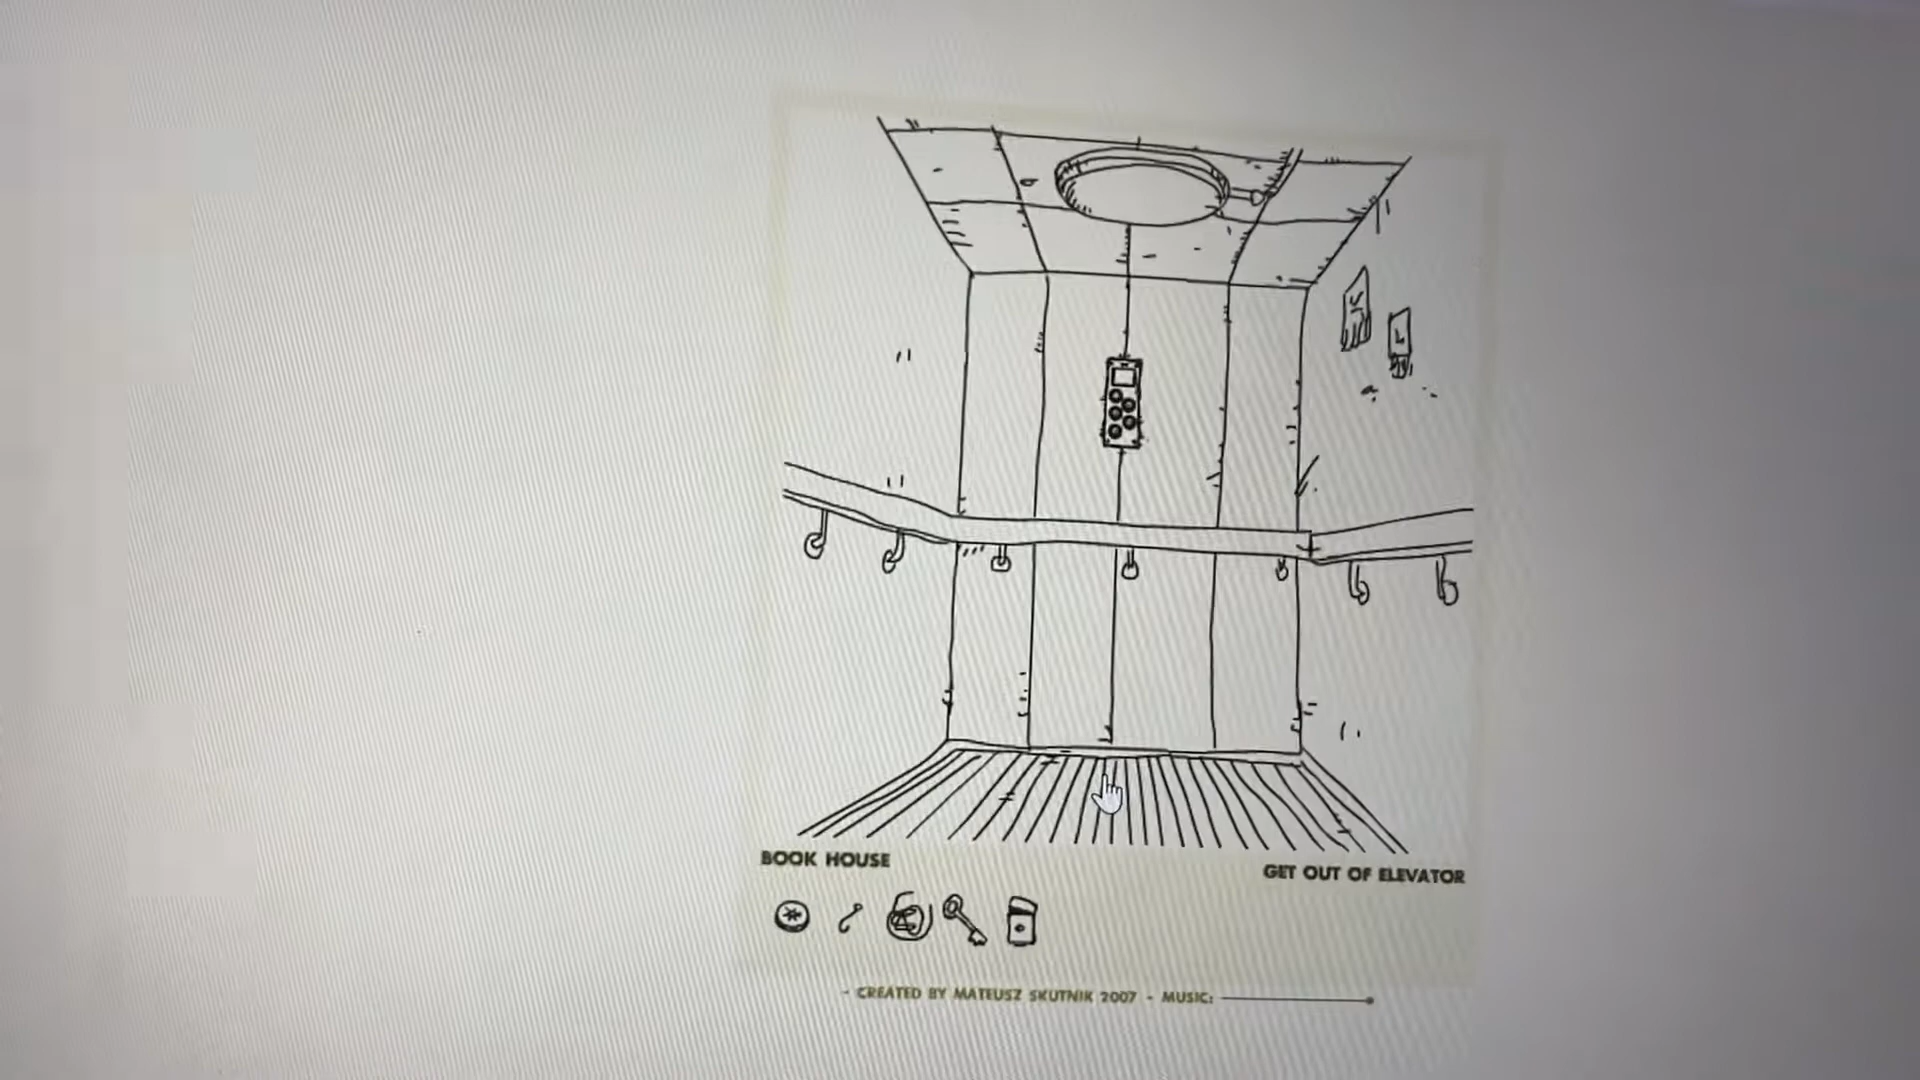 BOOK HOUSE
GET OUT OF ELEVATOR
- CREATED BY MATEUSZ SKUTNIK 2007 - MUSIC: